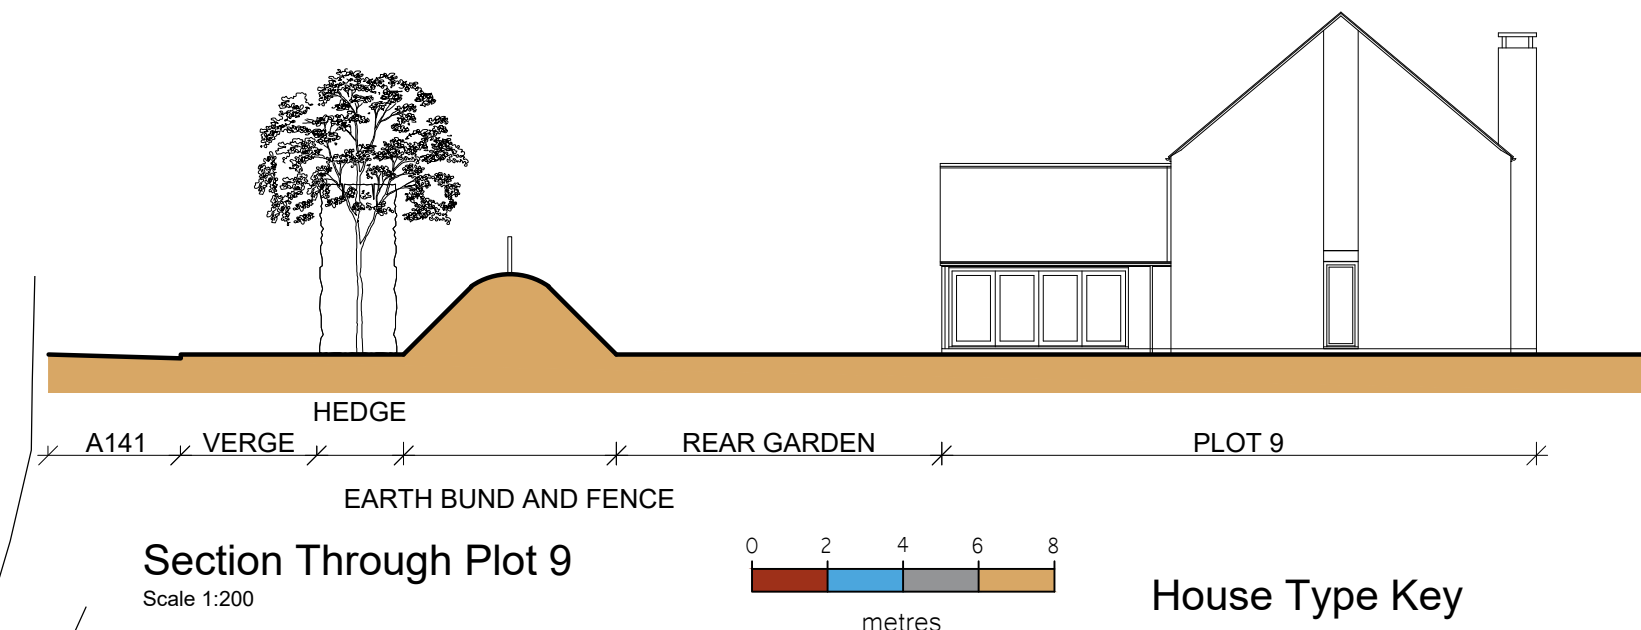 HEDGE
A141 VERGE REAR GARDEN PLOT 9
EARTH BUND AND FENCE
Section Through Plot 9
Scale 1:200
0 2 4 6 8
metres
House Type Key